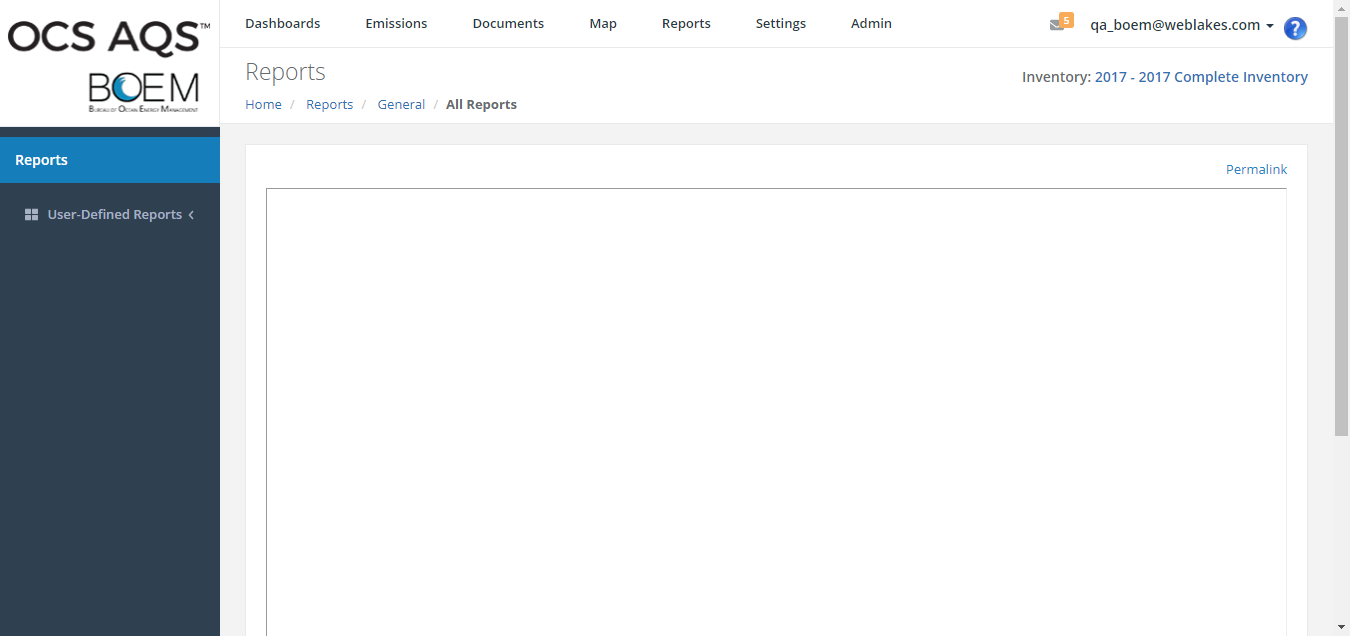 OCS AQS™
BOEM
BUREAU OF OCEAN ENERGY MANAGEMENT
Dashboards Emissions Documents Map Reports Settings Admin 5 qa_boem@weblakes.com ?
Reports
Inventory: 2017 - 2017 Complete Inventory
Home / Reports / General / All Reports
Reports
User-Defined Reports
Permalink